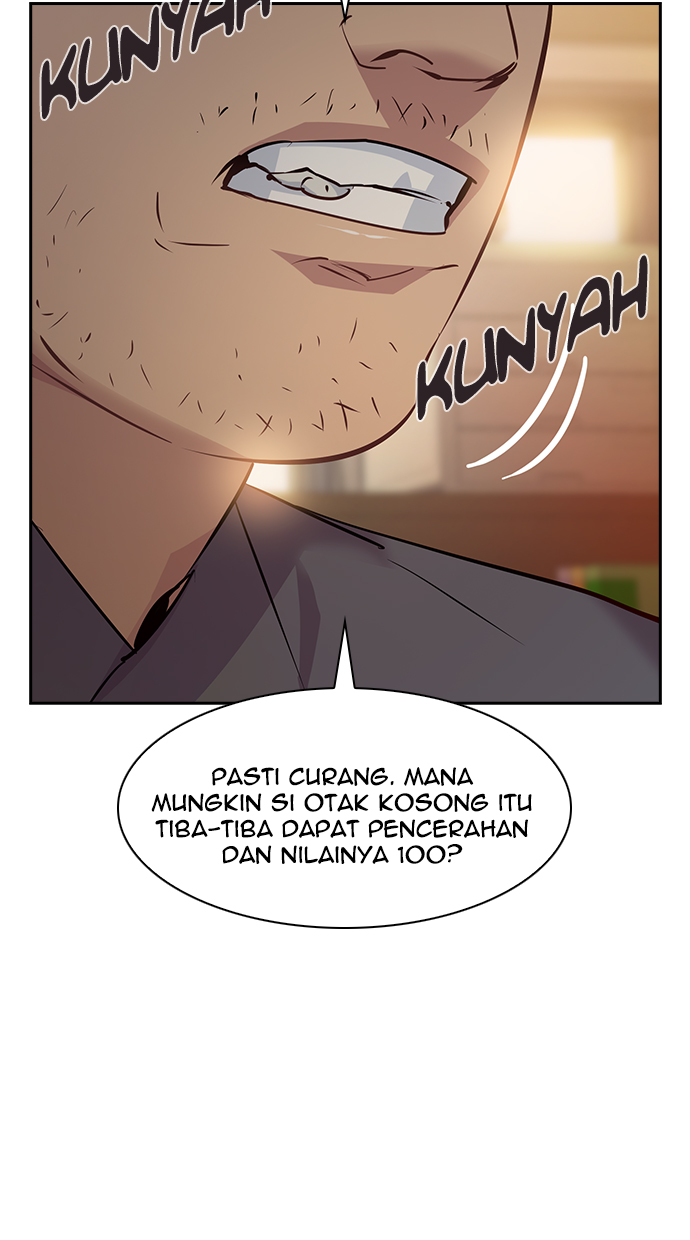 KUNYAH
KUNYAH
PASTI CURANG. MANA
MUNGKIN SI OTAK KOSONG ITU
TIBA-TIBA DAPAT PENCERAHAN
DAN NILAINYA 100?